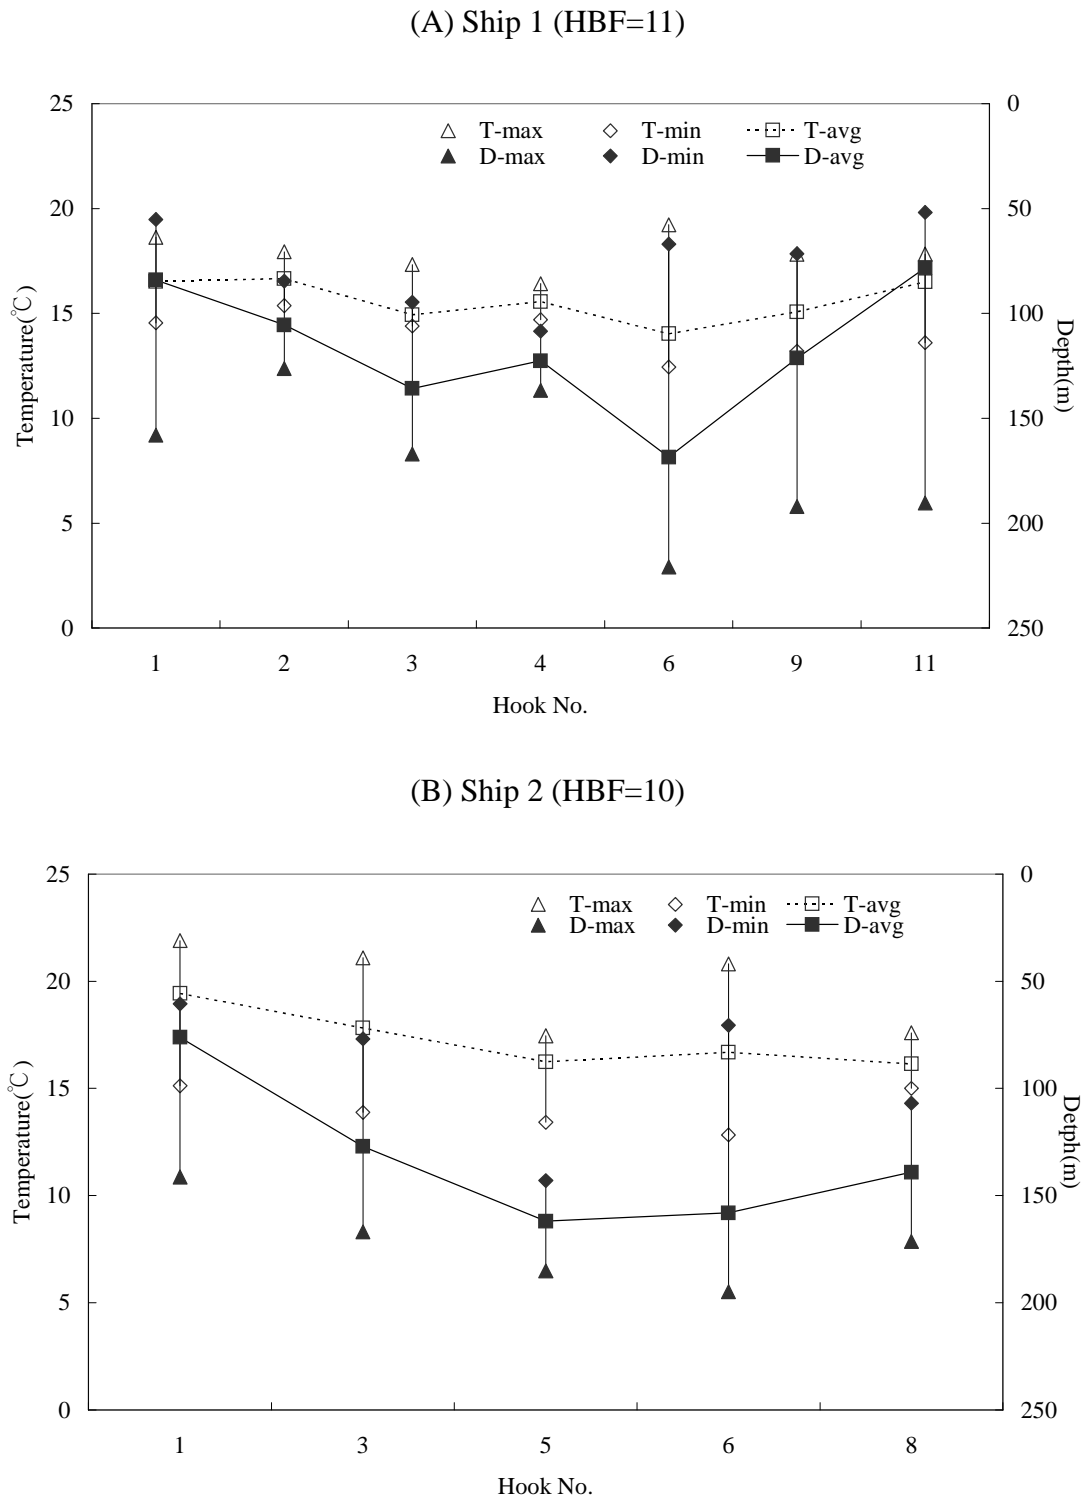 (A) Ship 1 (HBF=11)
25 0
T-max T-min T-avg
D-max D-min D-avg
20 50
15 100
10 150
5 200
0 250
Temperature(℃)
Depth(m)
1 2 3 4 6 9 11
Hook No.
(B) Ship 2 (HBF=10)
25 0
T-max T-min T-avg
D-max D-min D-avg
20 50
15 100
10 150
5 200
0 250
Temperature(℃)
Detph(m)
1 3 5 6 8
Hook No.